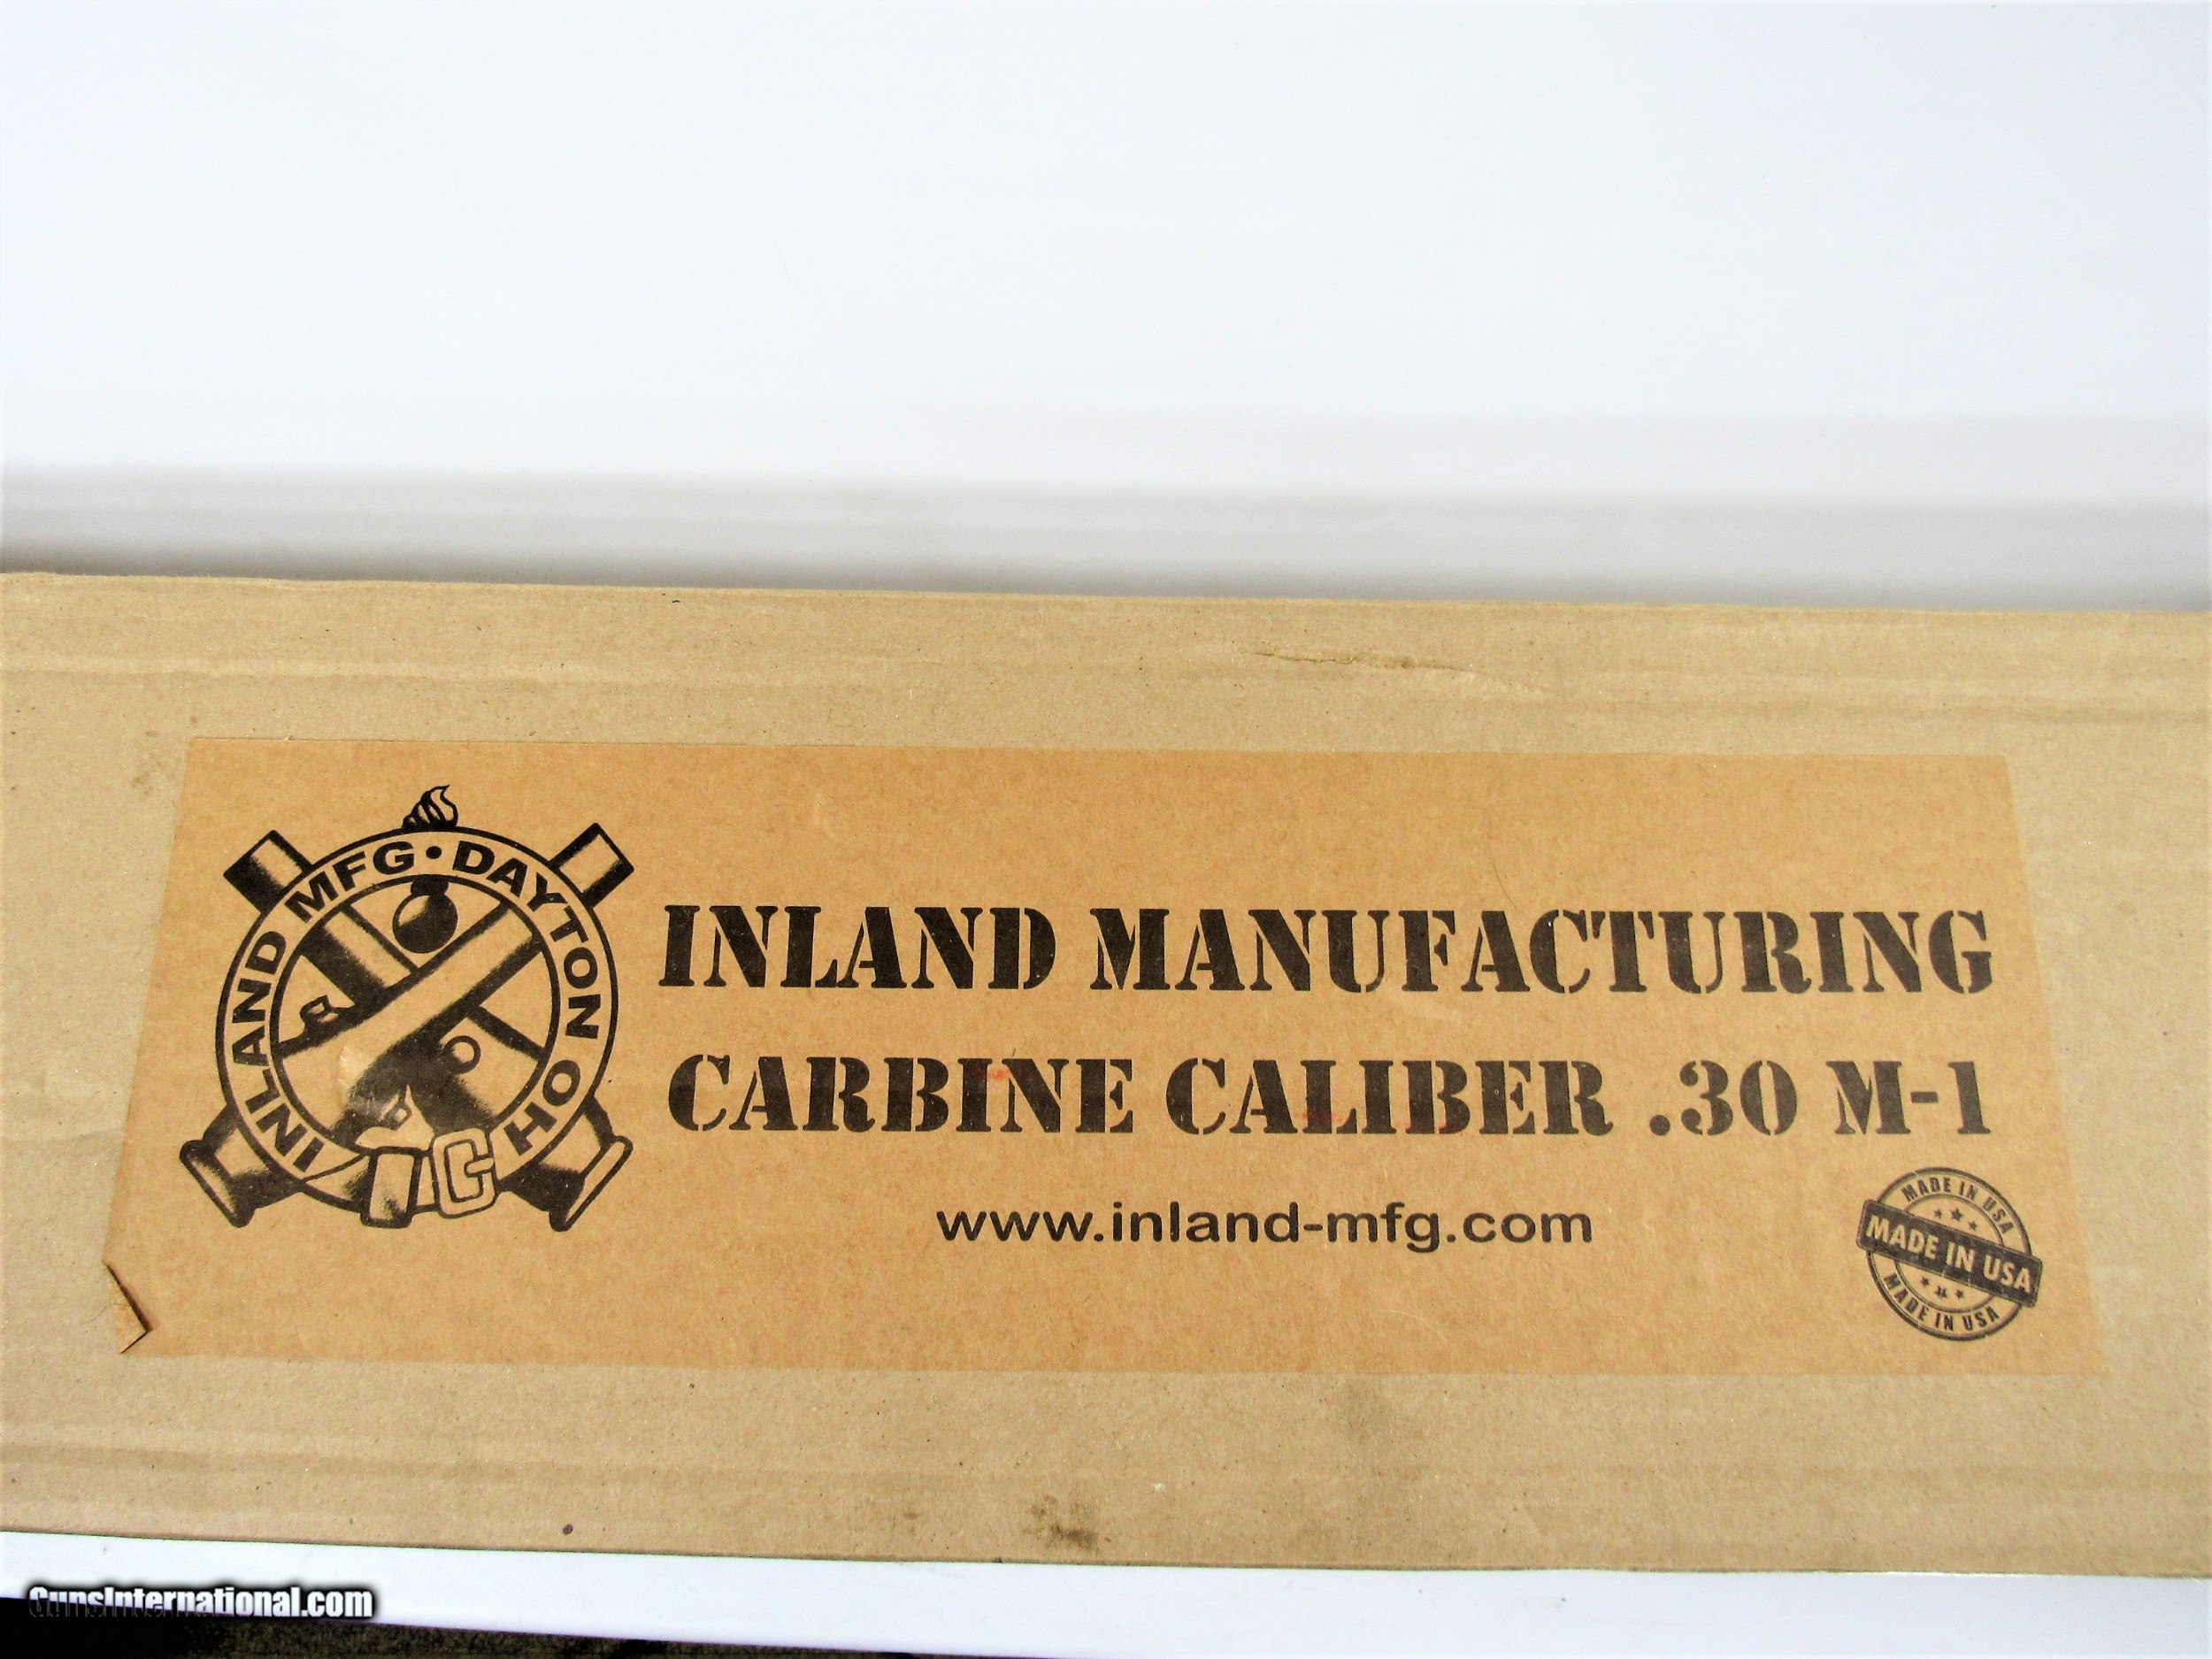 INLAND MFG • DAYTON OH
INLAND MANUFACTURING
CARBINE CALIBER .30 M-1
www.inland-mfg.com
MADE IN USA
MADE IN USA
MADE IN USA
GunsInternational.com